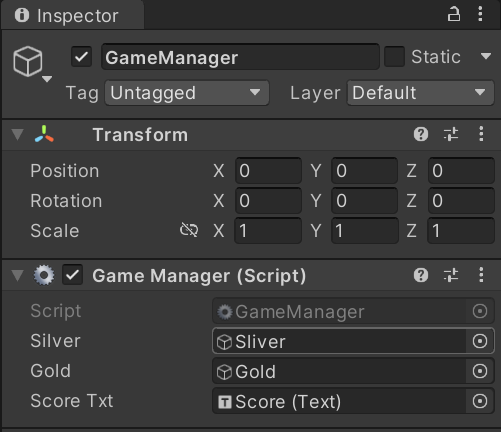 Inspector
GameManager Static
Tag Untagged Layer Default
Transform
Position X 0 Y 0 Z 0
Rotation X 0 Y 0 Z 0
Scale X 1 Y 1 Z 1
Game Manager (Script)
Script GameManager
Silver Sliver
Gold Gold
Score Txt Score (Text)